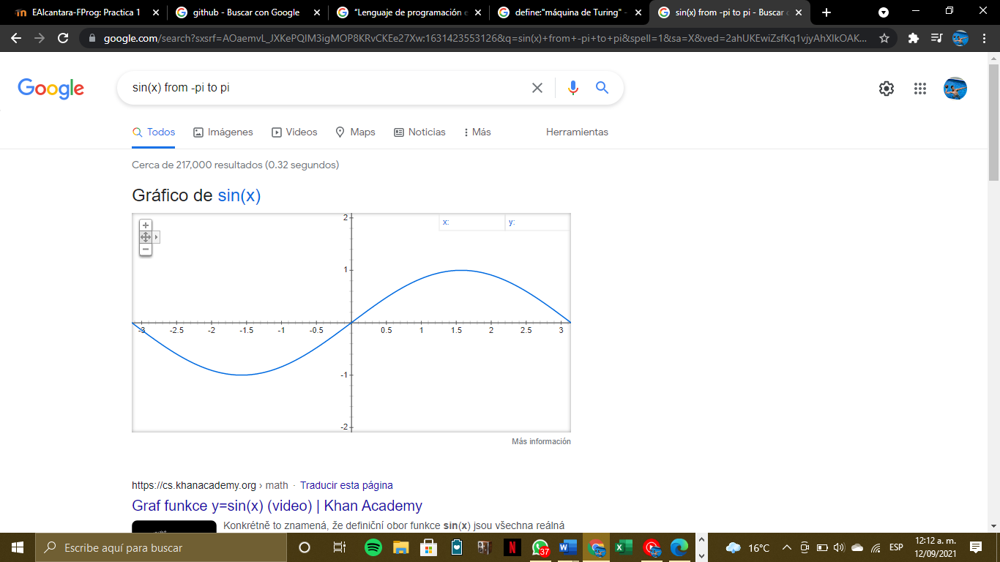 EAlcantara-FProg: Practica 1
github - Buscar con Google
"Lenguaje de programación e
define:"máquina de Turing" -
sin(x) from -pi to pi - Buscar c
google.com/search?sxsrf=AOaemvL_JXKePQIM3igMOP8KRvCKEe27Xw:1631423553126&q=sin(x)+from+-pi+to+pi&spell=1&sa=X&ved=2ahUKEwiZsfKq1vjyAhXIkOAK...
Google
sin(x) from -pi to pi
Todos
Imágenes
Videos
Maps
Noticias
Más
Herramientas
Cerca de 217,000 resultados (0.32 segundos)
Gráfico de sin(x)
x:
y:
2
1
-3 -2.5 -2 -1.5 -1 -0.5 0.5 1 1.5 2 2.5 3
-1
-2
Más información
https://cs.khanacademy.org › math · Traducir esta página
Graf funkce y=sin(x) (video) | Khan Academy
Konkrétně to znamená, že definiční obor funkce sin(x) jsou všechna reálná
Escribe aquí para buscar
N
37
16°C
ESP
12:12 a. m.
12/09/2021